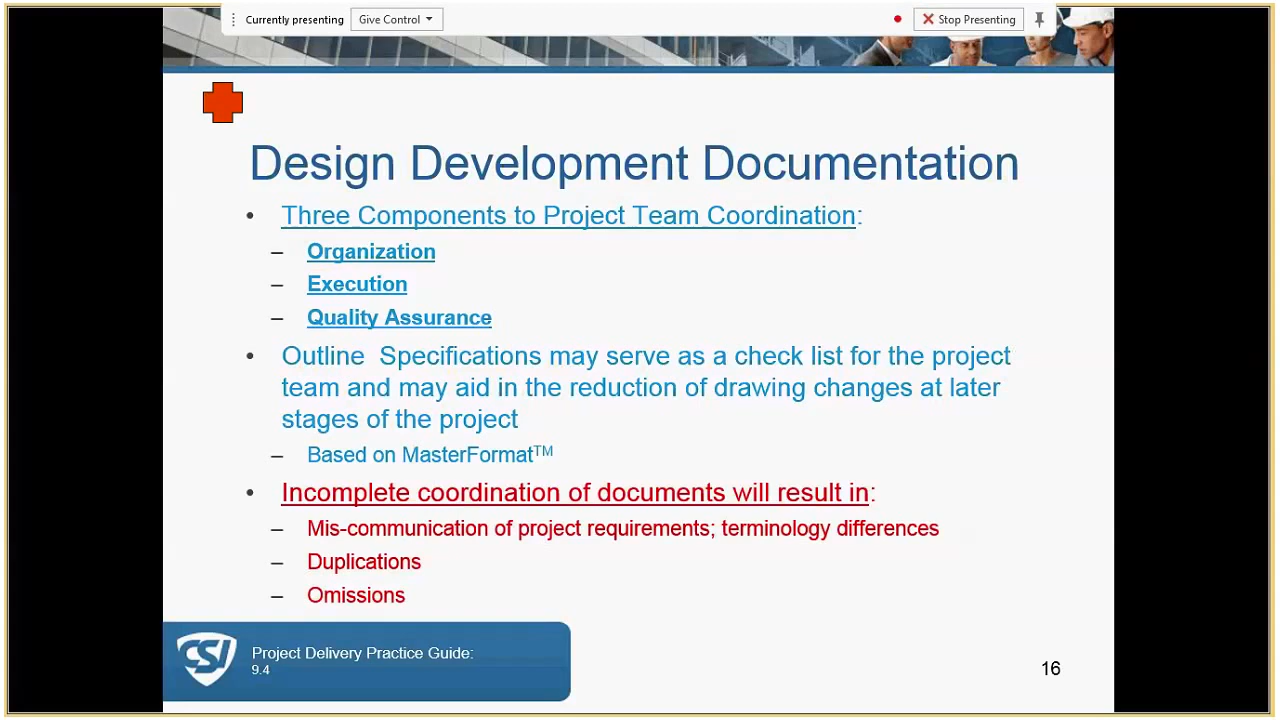 Currently presenting Give Control Stop Presenting
Design Development Documentation
• Three Components to Project Team Coordination:
– Organization
– Execution
– Quality Assurance
• Outline Specifications may serve as a check list for the project
team and may aid in the reduction of drawing changes at later
stages of the project
– Based on MasterFormat™
• Incomplete coordination of documents will result in:
– Mis-communication of project requirements; terminology differences
– Duplications
– Omissions
CSI
Project Delivery Practice Guide:
9.4
16